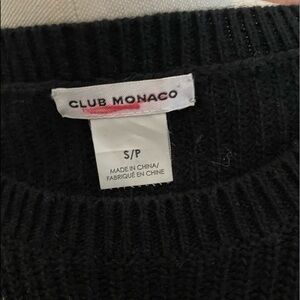 CLUB MONACO
S/P
MADE IN CHINA/
FABRIQUÉ EN CHINE